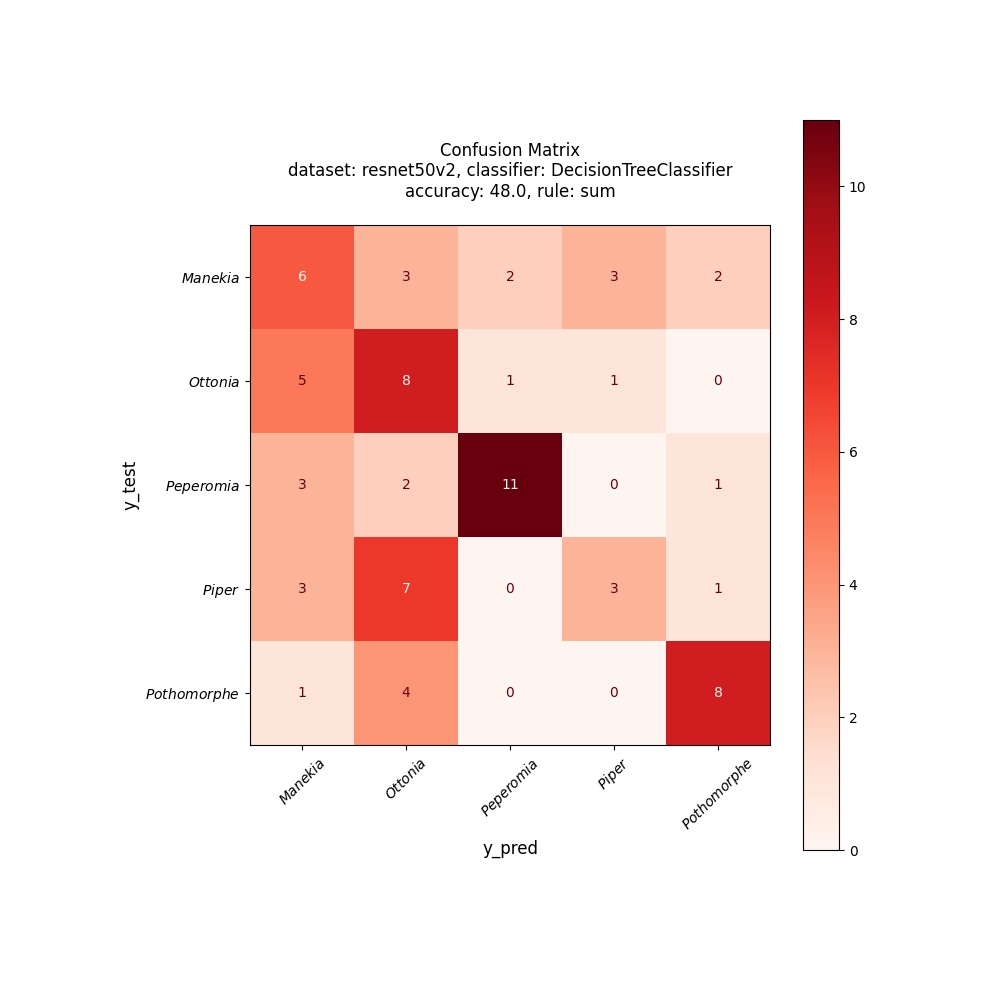 Confusion Matrix
dataset: resnet50v2, classifier: DecisionTreeClassifier
accuracy: 48.0, rule: sum
10
8
6
4
2
0
y_test
Manekia 6 3 2 3 2
Ottonia 5 8 1 1 0
Peperomia 3 2 11 0 1
Piper 3 7 0 3 1
Pothomorphe 1 4 0 0 8
Manekia Ottonia Peperomia Piper Pothomorphe
y_pred